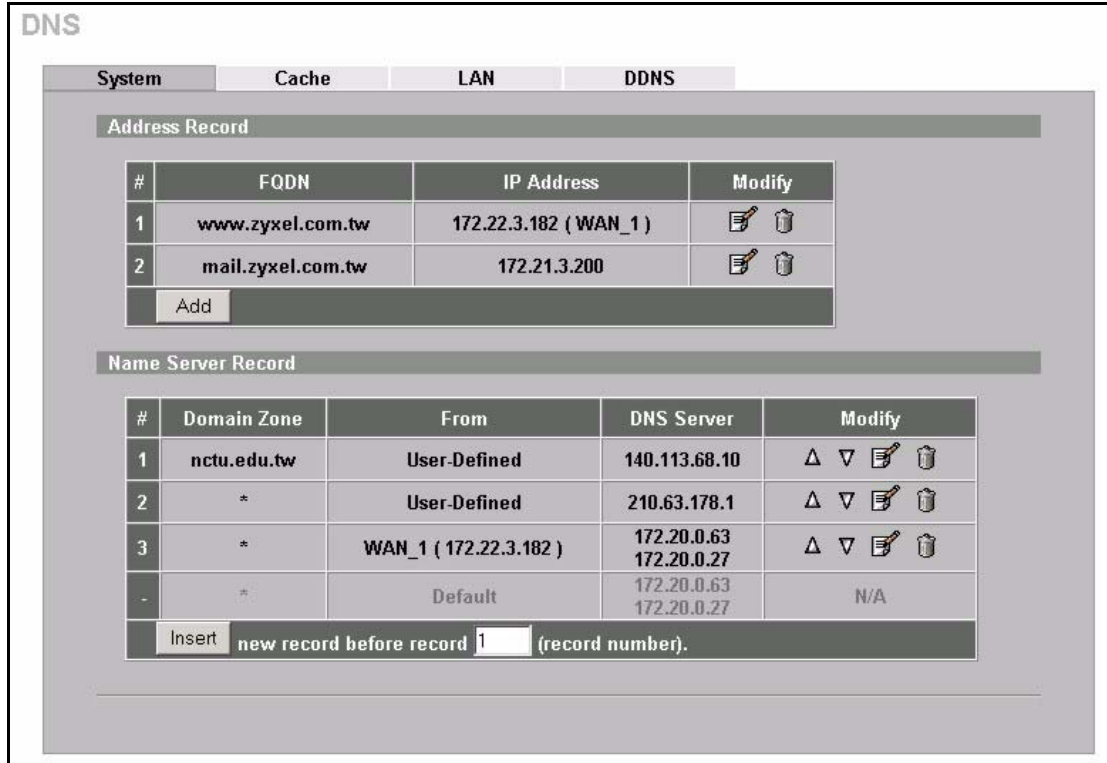 DNS
System Cache LAN DDNS
Address Record
# FQDN IP Address Modify
1 www.zyxel.com.tw 172.22.3.182 ( WAN_1 )
2 mail.zyxel.com.tw 172.21.3.200
Add
Name Server Record
# Domain Zone From DNS Server Modify
1 nctu.edu.tw User-Defined 140.113.68.10
2 * User-Defined 210.63.178.1
3 * WAN_1 ( 172.22.3.182 ) 172.20.0.63
172.20.0.27
- * Default 172.20.0.63
172.20.0.27 N/A
Insert new record before record 1 (record number).